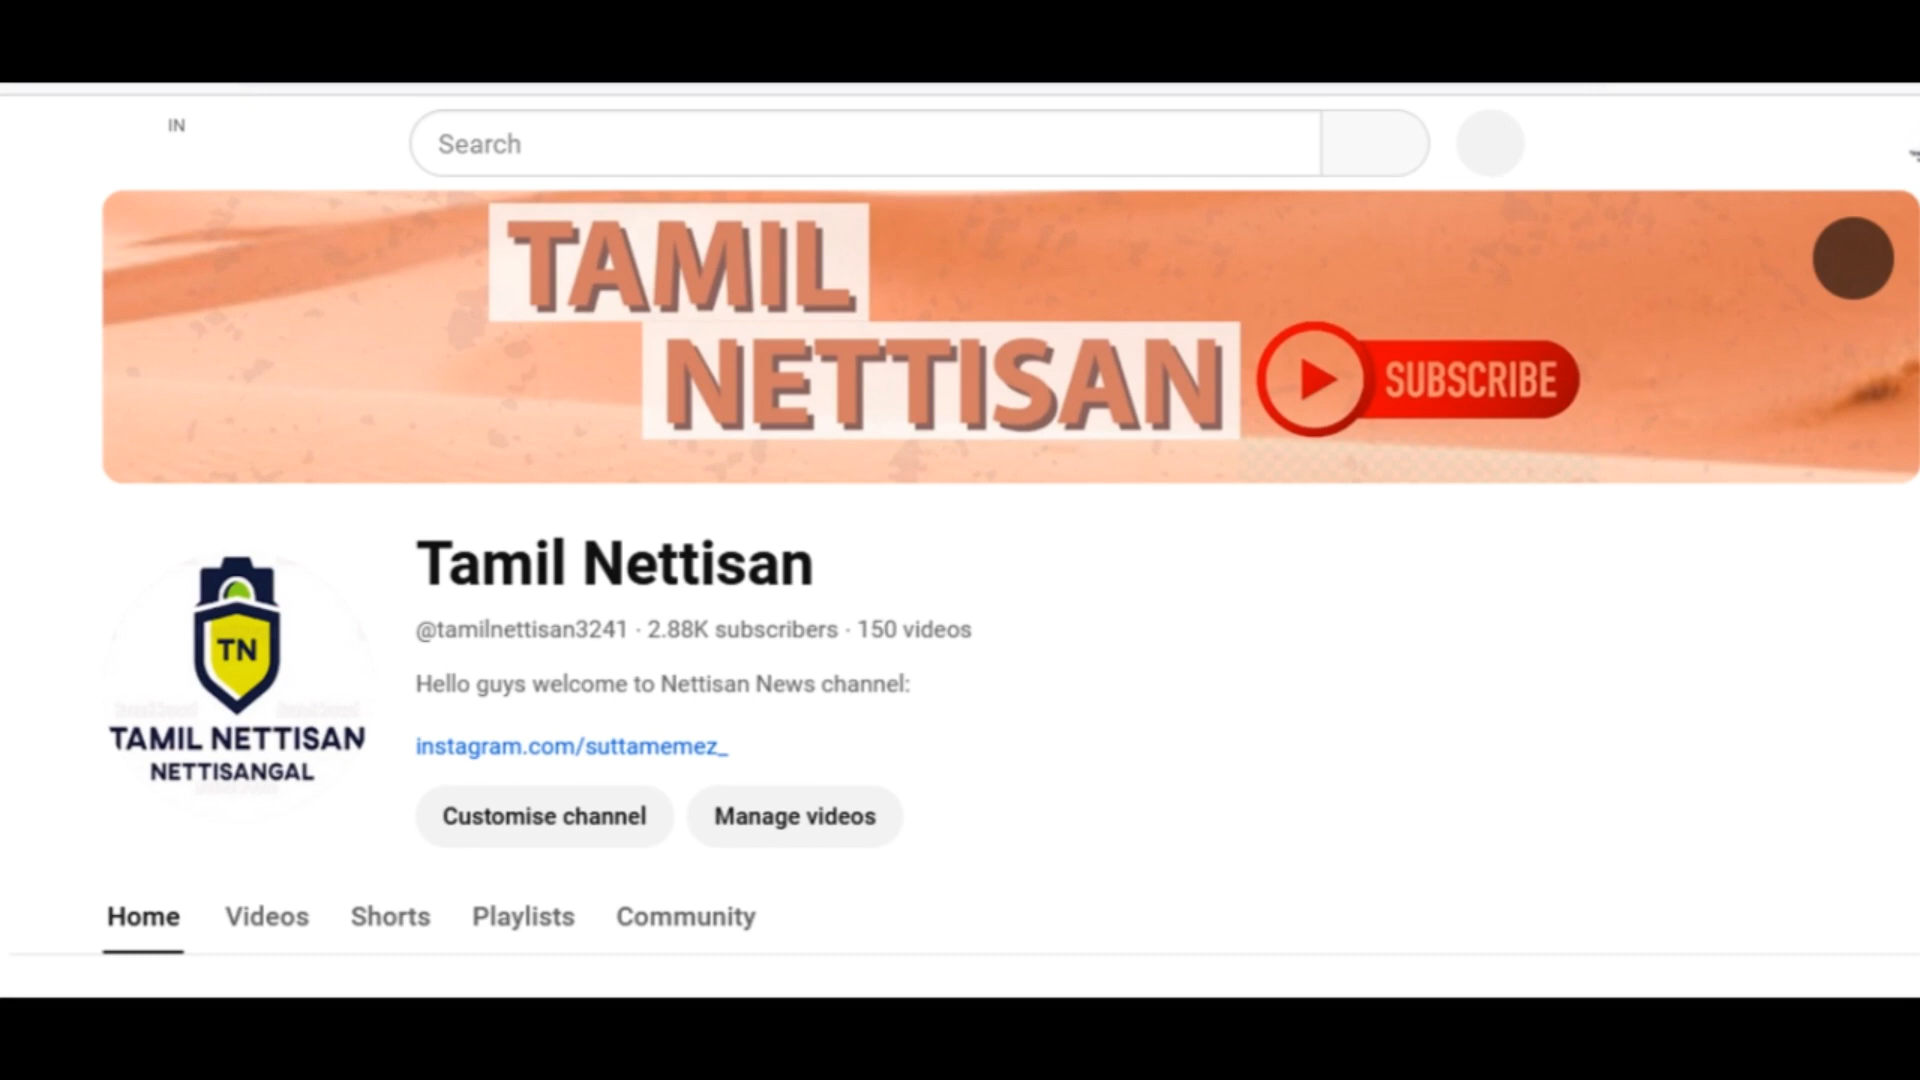 IN
Search
TAMIL
NETTISAN
SUBSCRIBE
Tamil Nettisan
@tamilnettisan3241 · 2.88K subscribers · 150 videos
Hello guys welcome to Nettisan News channel:
instagram.com/suttamemez_
TN
TAMIL NETTISAN
NETTISANGAL
Customise channel
Manage videos
Home
Videos
Shorts
Playlists
Community